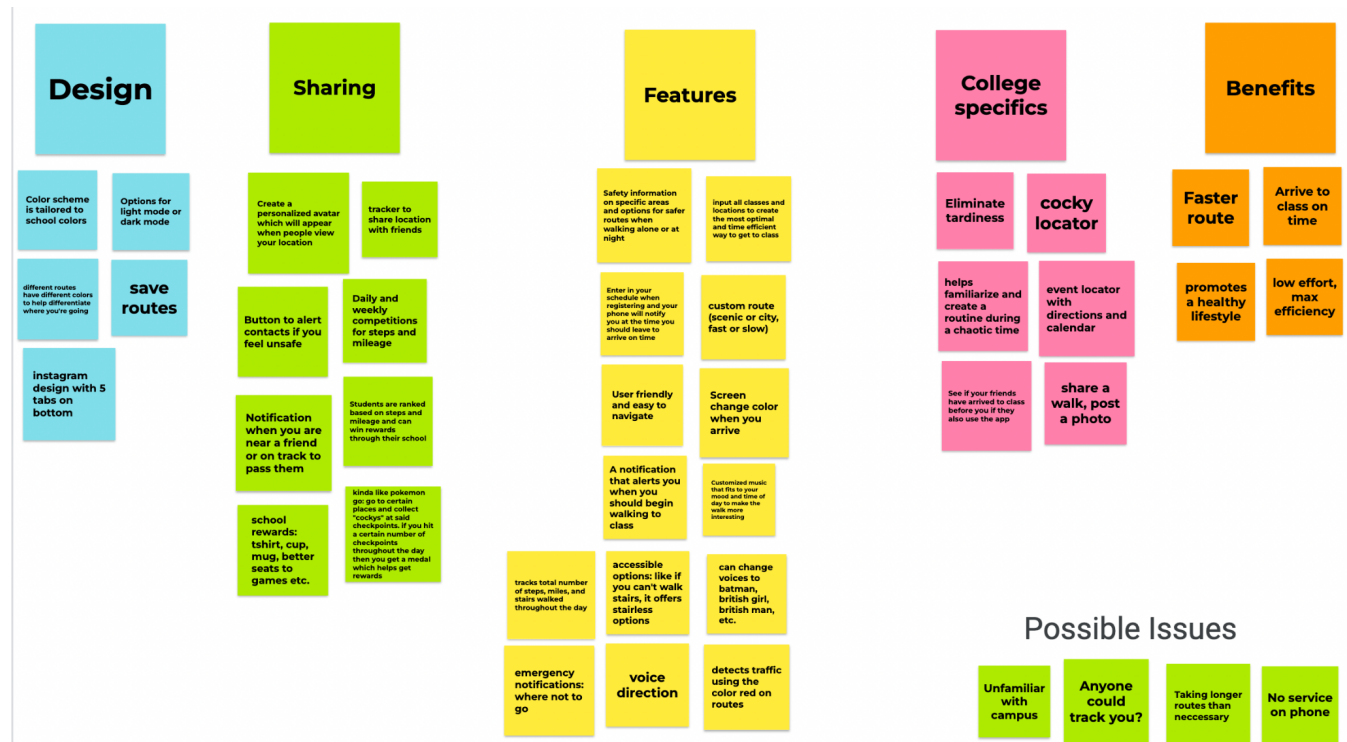 Design
Color scheme
is tailored to
school colors
Options for
light mode or
dark mode
different routes
have different colors
to help differentiate
where you're going
save
routes
instagram
design with 5
tabs on
bottom
Sharing
Create a
personalized avatar
which will appear
when people view
your location
tracker to
share location
with friends
Button to alert
contacts if you
feel unsafe
Daily and
weekly
competitions
for steps and
mileage
Notification
when you are
near a friend
or on track to
pass them
Students are ranked
based on steps and
mileage and can
win rewards
through their school
school
rewards:
tshirt, cup,
mug, better
seats to
games etc.
kinda like pokemon
go: go to certain
places and collect
"cockys" at said
checkpoints. if you hit
a certain number of
checkpoints
throughout the day
then you get a medal
which helps get
rewards
Features
Safety information
on specific areas
and options for safer
routes when
walking alone or at
night
input all classes and
locations to create
the most optimal
and time efficient
way to get to class
Enter in your
schedule when
registering and your
phone will notify
you at the time you
should leave to
arrive on time
custom route
(scenic or city,
fast or slow)
User friendly
and easy to
navigate
Screen
change color
when you
arrive
A notification
that alerts you
when you
should begin
walking to
class
Customized music
that fits to your
mood and time of
day to make the
walk more
interesting
tracks total number
of steps, miles, and
stairs walked
throughout the day
accessible
options: like if
you can't walk
stairs, it offers
stairless
options
can change
voices to
batman,
british girl,
british man,
etc.
emergency
notifications:
where not to
go
voice
direction
detects traffic
using the
color red on
routes
College
specifics
Eliminate
tardiness
cocky
locator
helps
familiarize and
create a
routine during
a chaotic time
event locator
with
directions and
calendar
See if your friends
have arrived to class
before you if they
also use the app
share a
walk, post
a photo
Benefits
Faster
route
Arrive to
class on
time
promotes
a healthy
lifestyle
low effort,
max
efficiency
Possible Issues
Unfamiliar
with
campus
Anyone
could
track you?
Taking longer
routes than
neccessary
No service
on phone